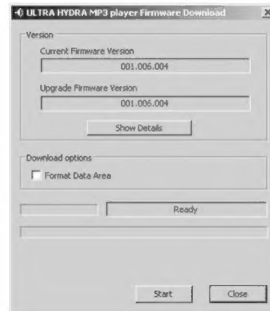 ULTRA HYDRA MP3 player Firmware Download
Version
Current Firmware Version
001.006.004
Upgrade Firmware Version
001.006.004
Show Details
Download options
Format Data Area
Ready
Start
Close